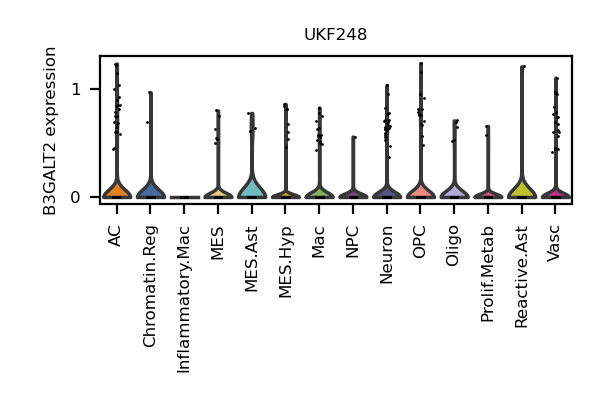 UKF248
B3GALT2 expression
1
0
AC
Chromatin.Reg
Inflammatory.Mac
MES
MES.Ast
MES.Hyp
Mac
NPC
Neuron
OPC
Oligo
Prolif.Metab
Reactive.Ast
Vasc